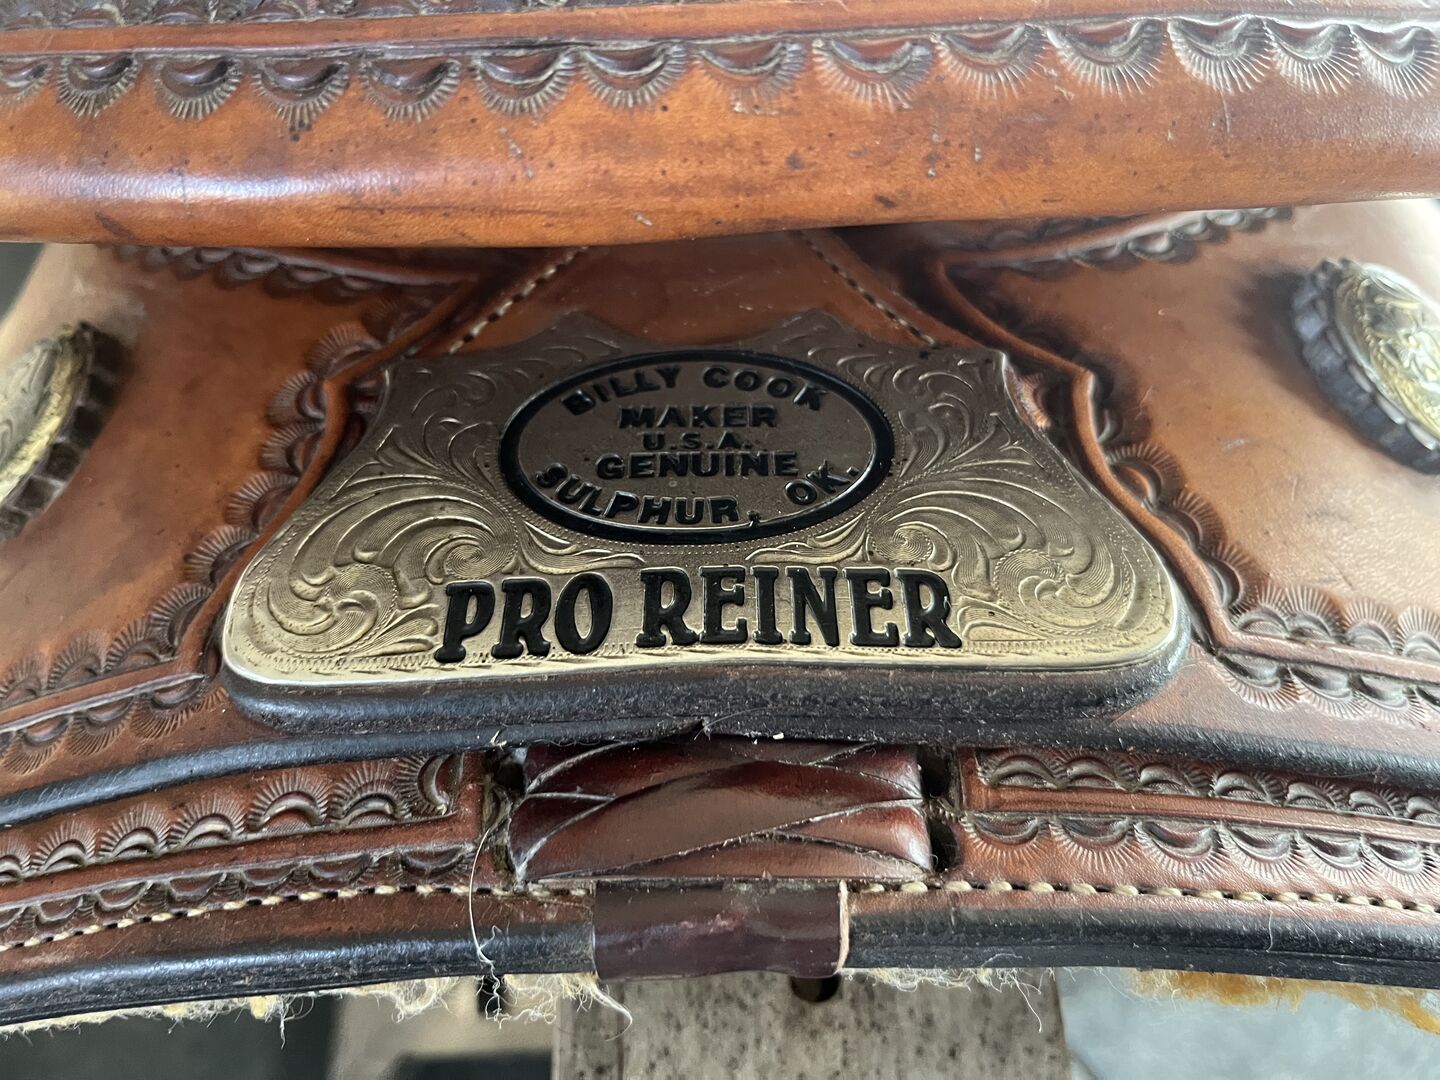 BILLY COOK
MAKER
U.S.A.
GENUINE
SULPHUR, OK.
PRO REINER